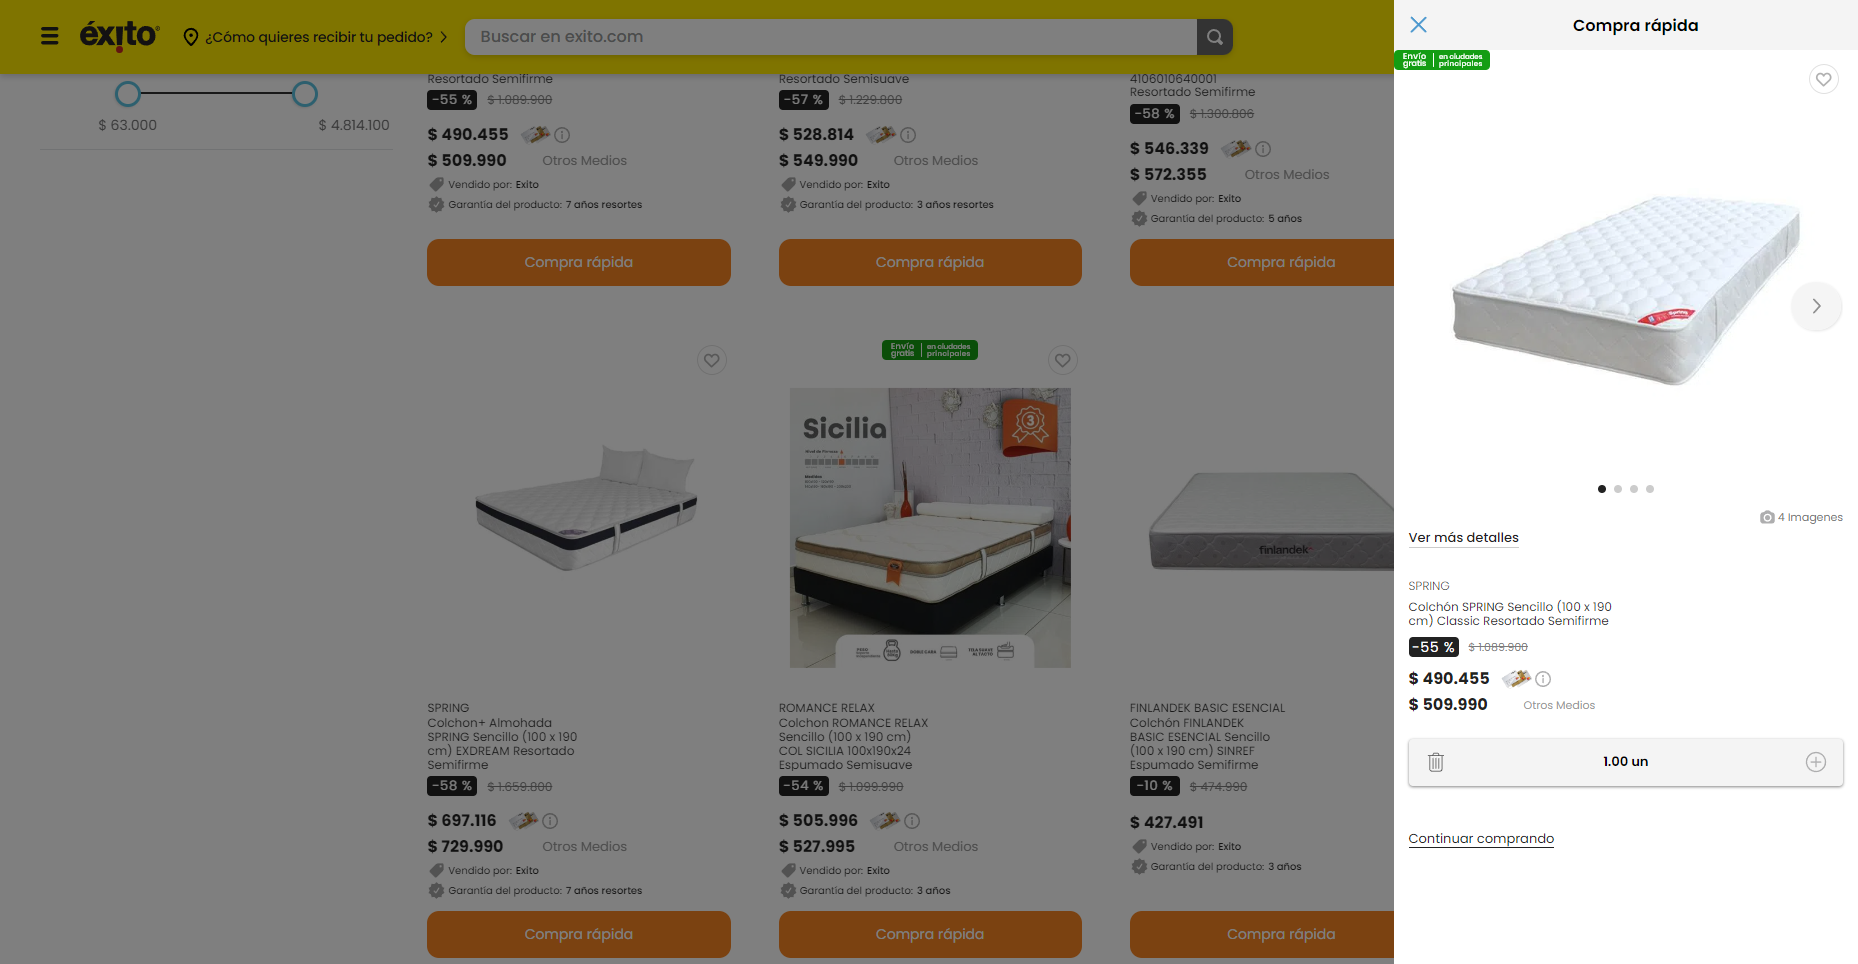 éxito
¿Cómo quieres recibir tu pedido?
Buscar en exito.com
$ 63.000
$ 4.814.100
Resortado Semifirme
-55 % $ 1.089.900
$ 490.455
$ 509.990 Otros Medios
Vendido por: Exito
Garantía del producto: 7 años resortes
Compra rápida
Resortado Semisuave
-57 % $ 1.229.800
$ 528.814
$ 549.990 Otros Medios
Vendido por: Exito
Garantía del producto: 3 años resortes
Compra rápida
4106010640001
Resortado Semifirme
-58 % $ 1.300.806
$ 546.339
$ 572.355 Otros Medios
Vendido por: Exito
Garantía del producto: 5 años
Compra rápida
SPRING
Colchon+ Almohada
SPRING Sencillo (100 x 190
cm) EXDREAM Resortado
Semifirme
-58 % $ 1.659.800
$ 697.116
$ 729.990 Otros Medios
Vendido por: Exito
Garantía del producto: 7 años resortes
Compra rápida
Envío gratis en ciudades principales
Sicilia
3
DOBLE CARA
TELA SUAVE
AL TACTO
ROMANCE RELAX
Colchon ROMANCE RELAX
Sencillo (100 x 190 cm)
COL SICILIA 100x190x24
Espumado Semisuave
-54 % $ 1.099.990
$ 505.996
$ 527.995 Otros Medios
Vendido por: Exito
Garantía del producto: 3 años
Compra rápida
finlandek
FINLANDEK BASIC ESENCIAL
Colchón FINLANDEK
BASIC ESENCIAL Sencillo
(100 x 190 cm) SINREF
Espumado Semifirme
-10 % $ 474.990
$ 427.491
Vendido por: Exito
Garantía del producto: 3 años
Compra rápida
Compra rápida
Envío gratis en ciudades principales
Spring
4 Imagenes
Ver más detalles
SPRING
Colchón SPRING Sencillo (100 x 190
cm) Classic Resortado Semifirme
-55 % $ 1.089.900
$ 490.455
$ 509.990 Otros Medios
1.00 un
Continuar comprando